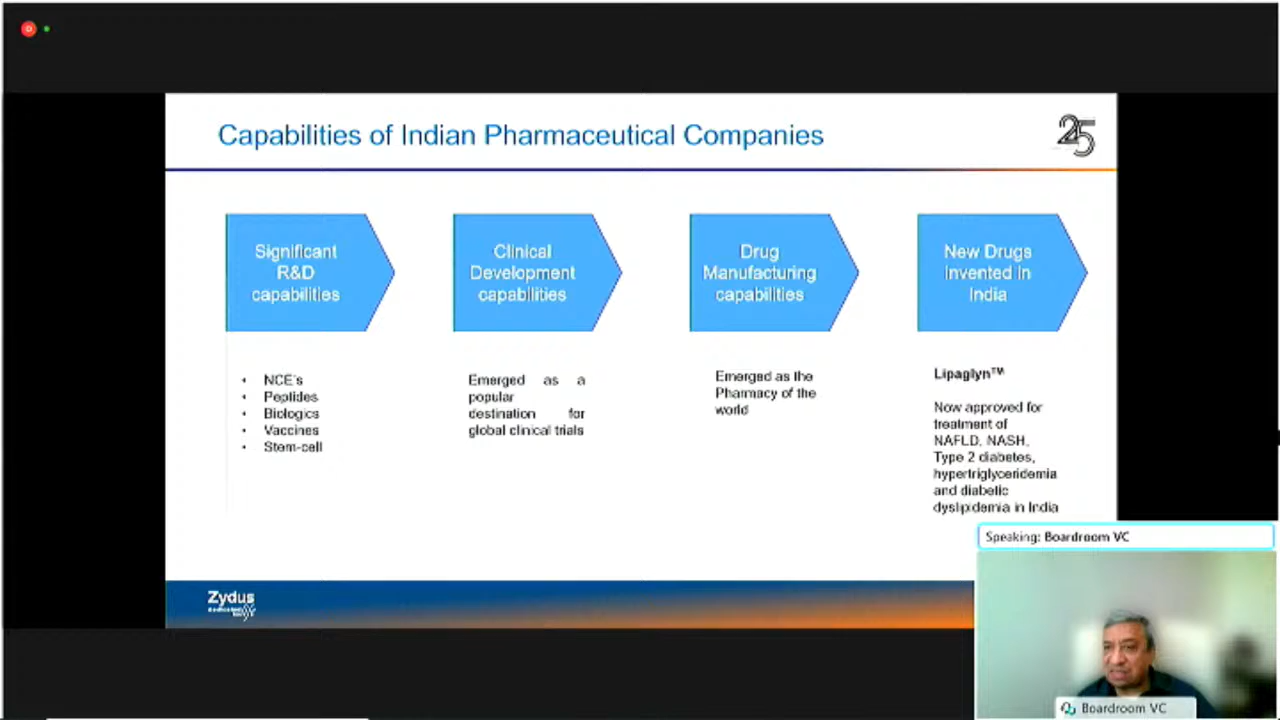 Capabilities of Indian Pharmaceutical Companies
25
Significant
R&D
capabilities
Clinical
Development
capabilities
Drug
Manufacturing
capabilities
New Drugs
invented in
India
• NCE's
• Peptides
• Biologics
• Vaccines
• Stem-cell
Emerged as a
popular
destination for
global clinical trials
Emerged as the
Pharmacy of the
world
Lipaglyn™
Now approved for
treatment of
NAFLD, NASH,
Type 2 diabetes,
hypertriglyceridemia
and diabetic
dyslipidemia in India
Zydus
Speaking: Boardroom VC
Boardroom VC